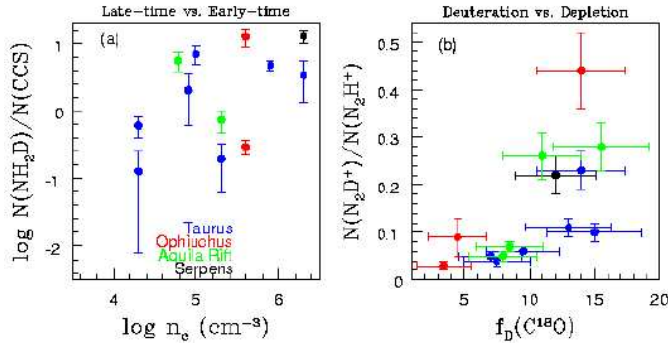 Late-time vs. Early-time
Deuteration vs. Depletion
(a)
(b)
log N(NH₂D)/N(CCS)
1
0
-1
-2
Taurus
Ophiuchus
Aquila Rift
Serpens
4
5
6
log n_c (cm⁻³)
N(N₂D⁺)/N(N₂H⁺)
0.5
0.4
0.3
0.2
0.1
0
5
10
15
20
f_D(C¹⁸O)